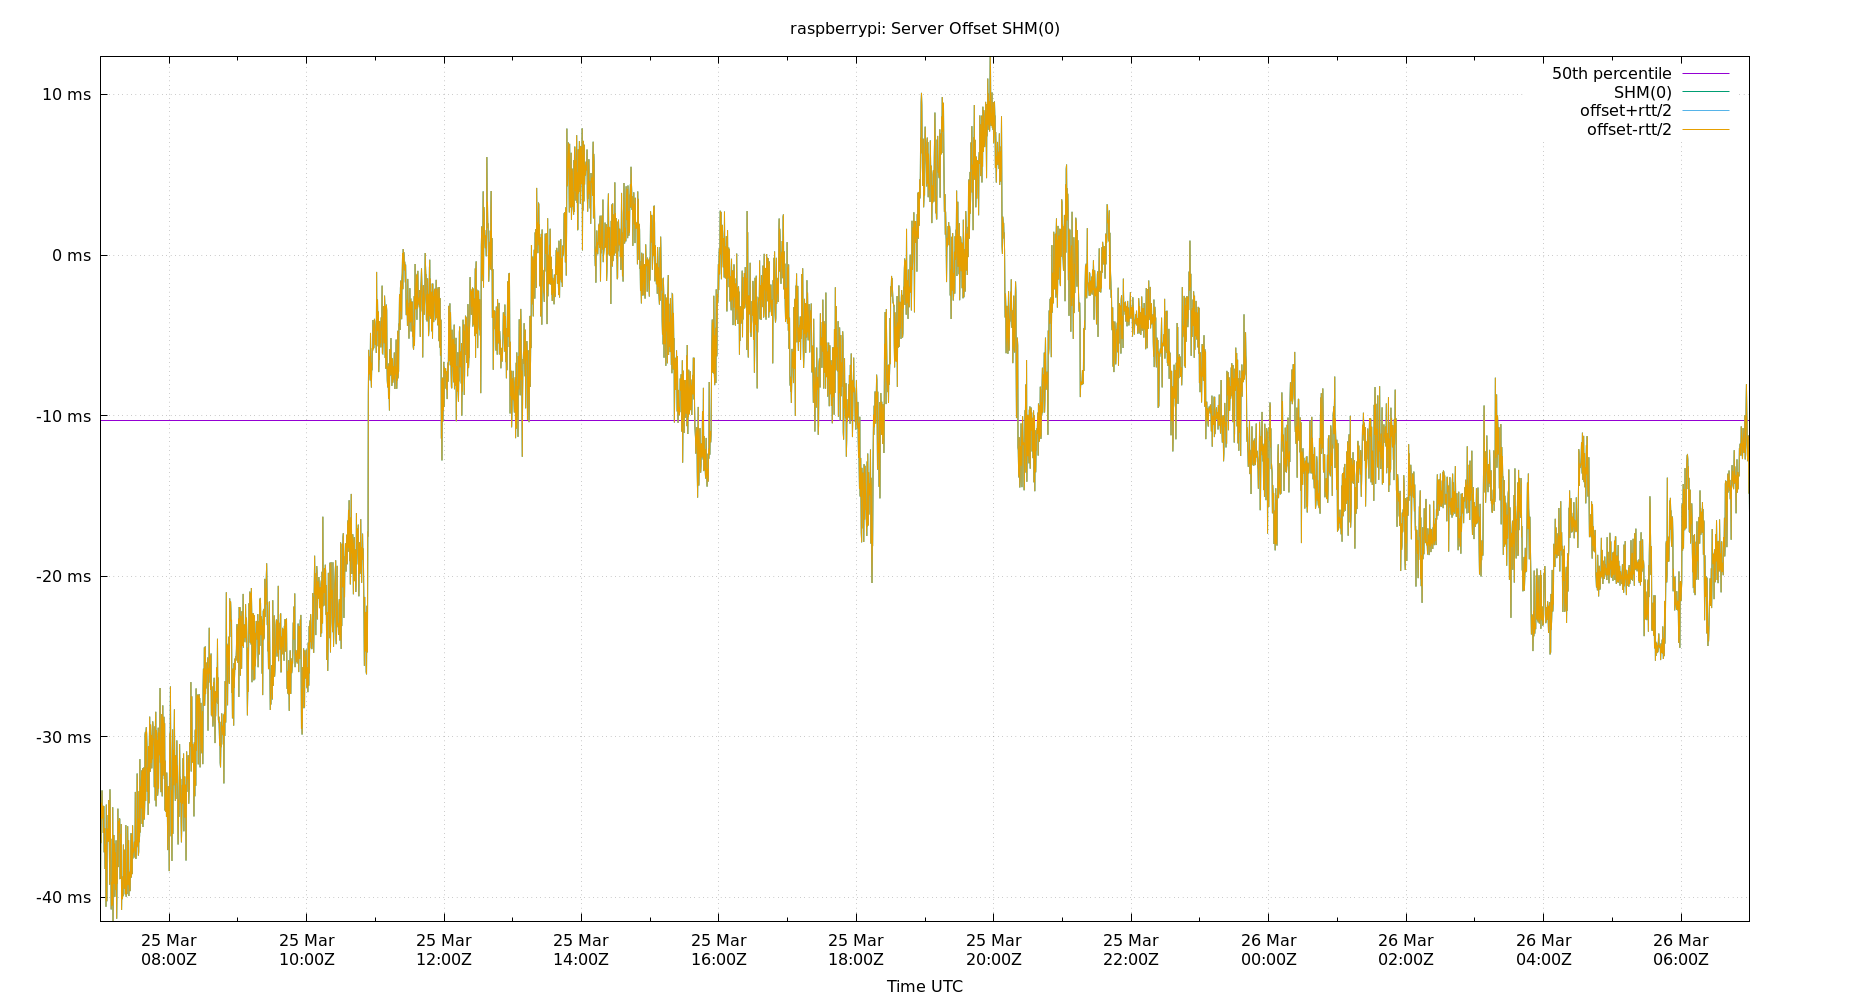 raspberrypi: Server Offset SHM(0)
50th percentile
SHM(0)
offset+rtt/2
offset-rtt/2
10 ms
0 ms
-10 ms
-20 ms
-30 ms
-40 ms
25 Mar 25 Mar 25 Mar 25 Mar 25 Mar 25 Mar 25 Mar 25 Mar 26 Mar 26 Mar 26 Mar 26 Mar
08:00Z 10:00Z 12:00Z 14:00Z 16:00Z 18:00Z 20:00Z 22:00Z 00:00Z 02:00Z 04:00Z 06:00Z
Time UTC